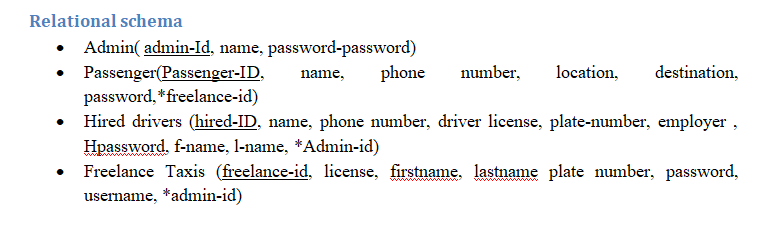 Relational schema
• Admin( admin-Id, name, password-password)
• Passenger(Passenger-ID, name, phone number, location, destination,
password,*freelance-id)
• Hired drivers (hired-ID, name, phone number, driver license, plate-number, employer ,
Hpassword, f-name, l-name, *Admin-id)
• Freelance Taxis (freelance-id, license, firstname, lastname plate number, password,
username, *admin-id)